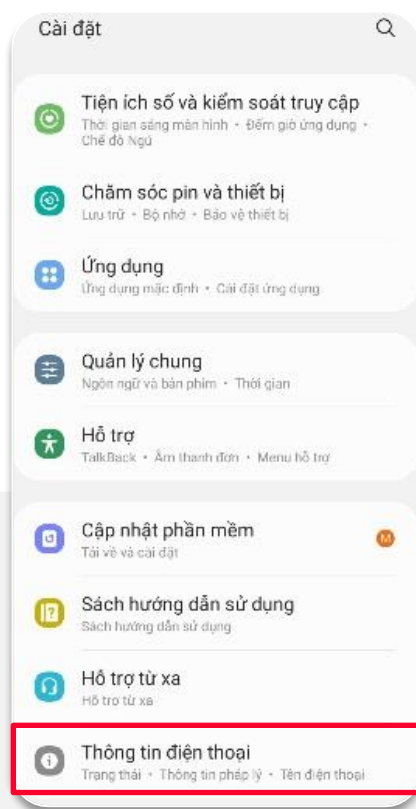 Cài đặt
Tiện ích số và kiểm soát truy cập
Thời gian sáng màn hình • Đếm giờ ứng dụng •
Chế độ Ngủ
Chăm sóc pin và thiết bị
Lưu trữ • Bộ nhớ • Bảo vệ thiết bị
Ứng dụng
Ứng dụng mặc định • Cài đặt ứng dụng
Quản lý chung
Ngôn ngữ và bàn phím • Thời gian
Hỗ trợ
TalkBack • Âm thanh đơn • Menu hỗ trợ
Cập nhật phần mềm
M
Tải về và cài đặt
Sách hướng dẫn sử dụng
Sách hướng dẫn sử dụng
Hỗ trợ từ xa
Hỗ trợ từ xa
Thông tin điện thoại
Trạng thái • Thông tin pháp lý • Tên điện thoại